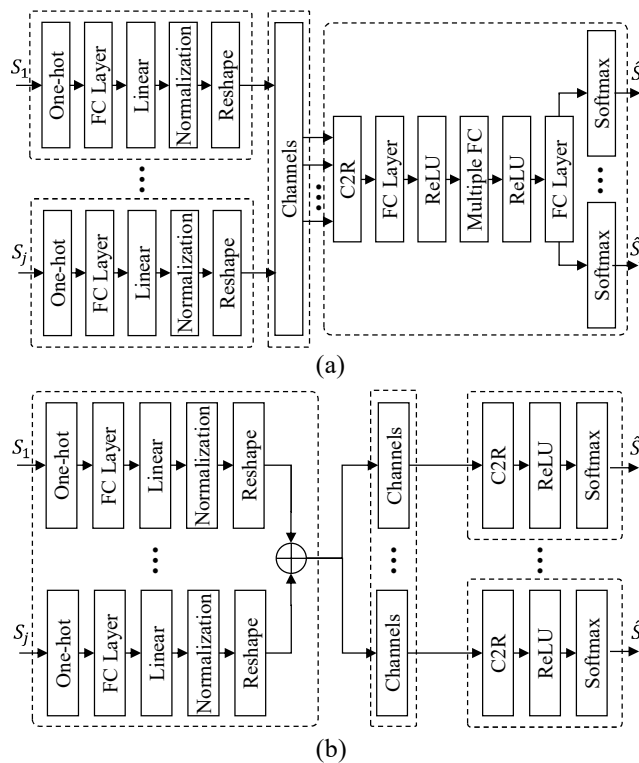 S₁
One-hot
FC Layer
Linear
Normalization
Reshape
Sⱼ
One-hot
FC Layer
Linear
Normalization
Reshape
Channels
C2R
FC Layer
ReLU
Multiple FC
ReLU
FC Layer
Softmax
Ŝ
Softmax
Ŝ
(a)
S₁
One-hot
FC Layer
Linear
Normalization
Reshape
Sⱼ
One-hot
FC Layer
Linear
Normalization
Reshape
Channels
Channels
C2R
ReLU
Softmax
Ŝ
C2R
ReLU
Softmax
Ŝ
(b)